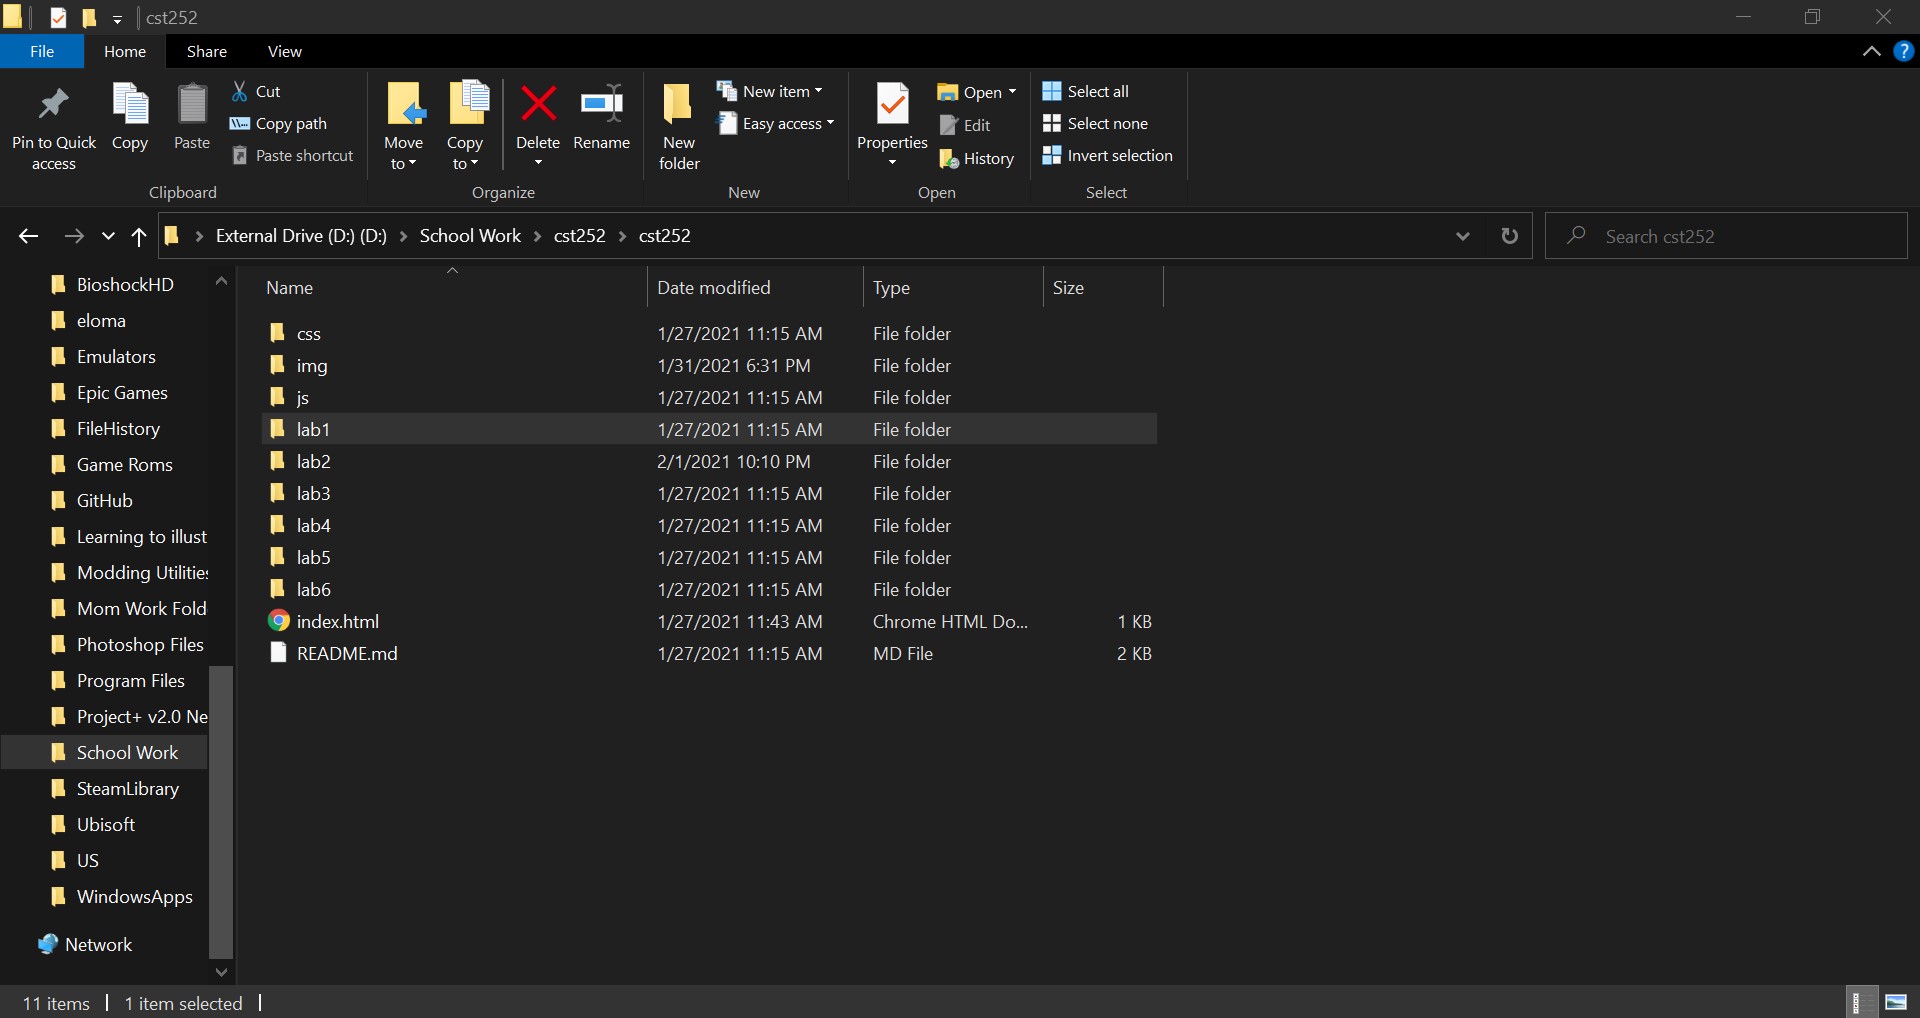 cst252
File Home Share View
Pin to Quick access
Copy
Paste
Cut
Copy path
Paste shortcut
Clipboard
Move to
Copy to
Delete
Rename
Organize
New folder
New item
Easy access
New
Properties
Open
Edit
History
Open
Select all
Select none
Invert selection
Select
External Drive (D:) (D:) > School Work > cst252 > cst252
Search cst252
BioshockHD
eloma
Emulators
Epic Games
FileHistory
Game Roms
GitHub
Learning to illust
Modding Utilities
Mom Work Fold
Photoshop Files
Program Files
Project+ v2.0 Ne
School Work
SteamLibrary
Ubisoft
US
WindowsApps
Network
Name Date modified Type Size
css 1/27/2021 11:15 AM File folder
img 1/31/2021 6:31 PM File folder
js 1/27/2021 11:15 AM File folder
lab1 1/27/2021 11:15 AM File folder
lab2 2/1/2021 10:10 PM File folder
lab3 1/27/2021 11:15 AM File folder
lab4 1/27/2021 11:15 AM File folder
lab5 1/27/2021 11:15 AM File folder
lab6 1/27/2021 11:15 AM File folder
index.html 1/27/2021 11:43 AM Chrome HTML Do... 1 KB
README.md 1/27/2021 11:15 AM MD File 2 KB
11 items 1 item selected